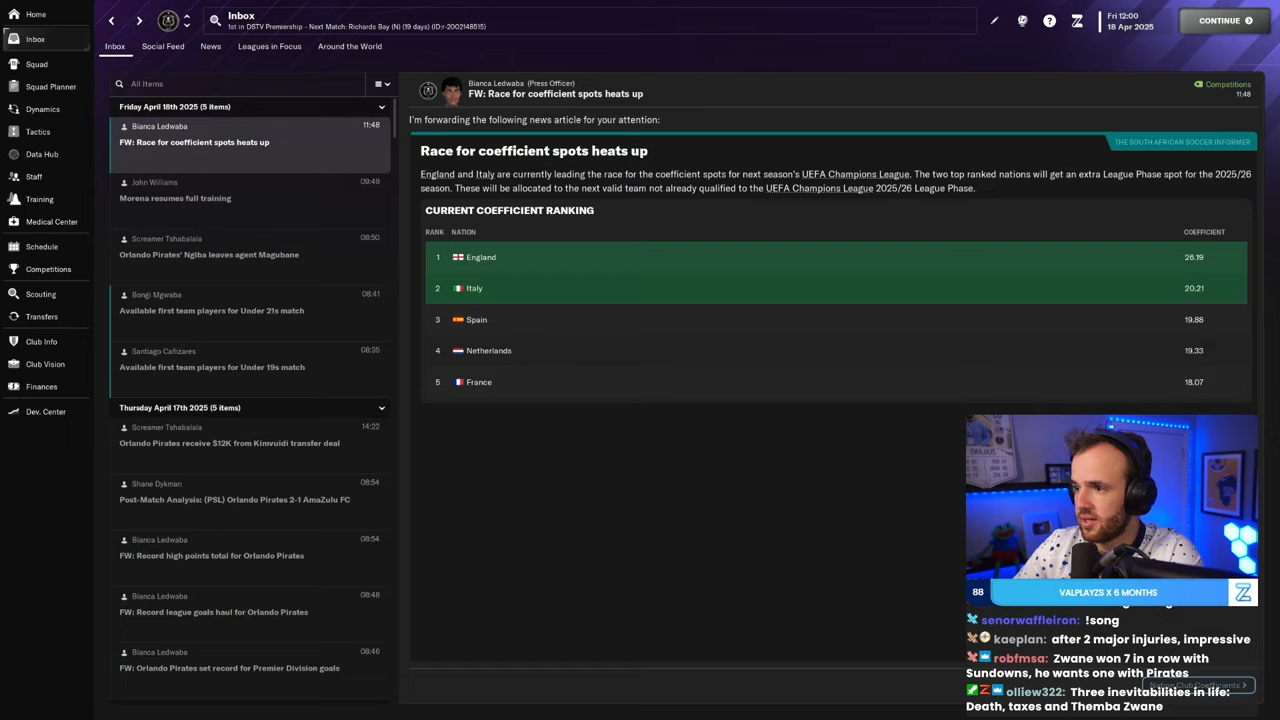 Home
Inbox
Squad
Squad Planner
Dynamics
Tactics
Data Hub
Staff
Training
Medical Center
Schedule
Competitions
Scouting
Transfers
Club Info
Club Vision
Finances
Dev. Center
Inbox
1st in DSTV Premiership - Next Match: Richards Bay (N) (19 days) (ID:r-2002148515)
Fri 12:00
18 Apr 2025
CONTINUE
Inbox
Social Feed
News
Leagues in Focus
Around the World
All Items
Friday April 18th 2025 (5 items)
Bianca Ledwaba 11:48
FW: Race for coefficient spots heats up
John Williams 09:49
Morena resumes full training
Screamer Tshabalala 08:50
Orlando Pirates' Ngiba leaves agent Magubane
Bongi Mgwaba 08:41
Available first team players for Under 21s match
Santiago Cañizares 08:35
Available first team players for Under 19s match
Thursday April 17th 2025 (5 items)
Screamer Tshabalala 14:22
Orlando Pirates receive $12K from Kimvuidi transfer deal
Shane Dykman 08:54
Post-Match Analysis: (PSL) Orlando Pirates 2-1 AmaZulu FC
Bianca Ledwaba 08:54
FW: Record high points total for Orlando Pirates
Bianca Ledwaba 08:48
FW: Record league goals haul for Orlando Pirates
Bianca Ledwaba 08:46
FW: Orlando Pirates set record for Premier Division goals
Bianca Ledwaba (Press Officer)
FW: Race for coefficient spots heats up
Competitions
11:48
I'm forwarding the following news article for your attention:
THE SOUTH AFRICAN SOCCER INFORMER
Race for coefficient spots heats up
England and Italy are currently leading the race for the coefficient spots for next season's UEFA Champions League. The two top ranked nations will get an extra League Phase spot for the 2025/26
season. These will be allocated to the next valid team not already qualified to the UEFA Champions League 2025/26 League Phase.
CURRENT COEFFICIENT RANKING
RANK NATION COEFFICIENT
1 England 26.19
2 Italy 20.21
3 Spain 19.88
4 Netherlands 19.33
5 France 18.07
88 VALPLAYZS X 6 MONTHS
senorwaffleiron: !song
kaeplan: after 2 major injuries, impressive
robfmsa: Zwane won 7 in a row with
Sundowns, he wants one with Pirates
Nation Club Coefficients
olliew322: Three inevitabilities in life:
Death, taxes and Themba Zwane